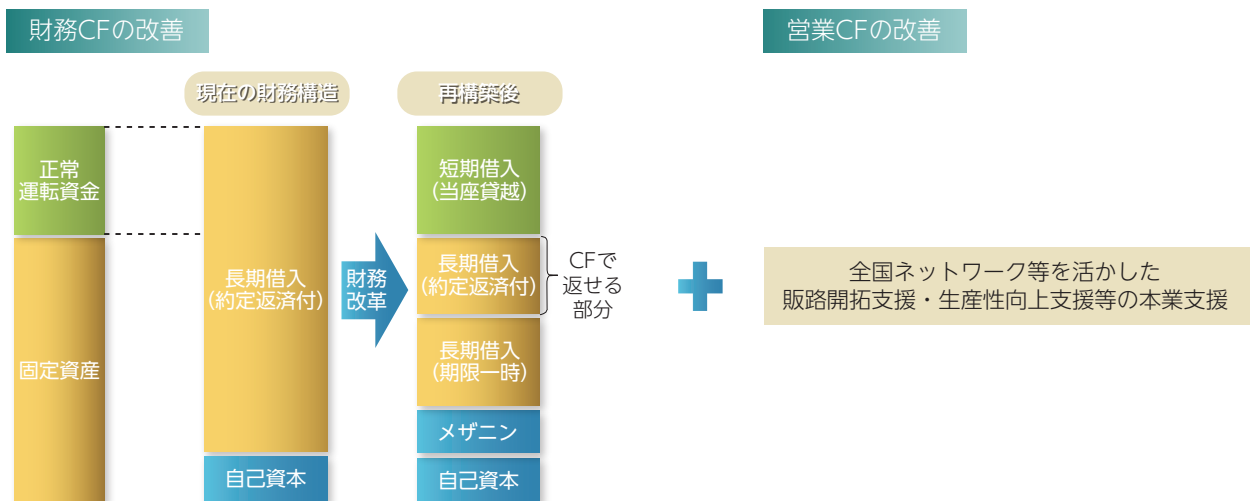 財務CFの改善
営業CFの改善
現在の財務構造
再構築後
正常
運転資金
固定資産
長期借入
(約定返済付)
自己資本
財務
改革
短期借入
(当座貸越)
長期借入
(約定返済付)
CFで
返せる
部分
長期借入
(期限一時)
メザニン
自己資本
全国ネットワーク等を活かした
販路開拓支援・生産性向上支援等の本業支援